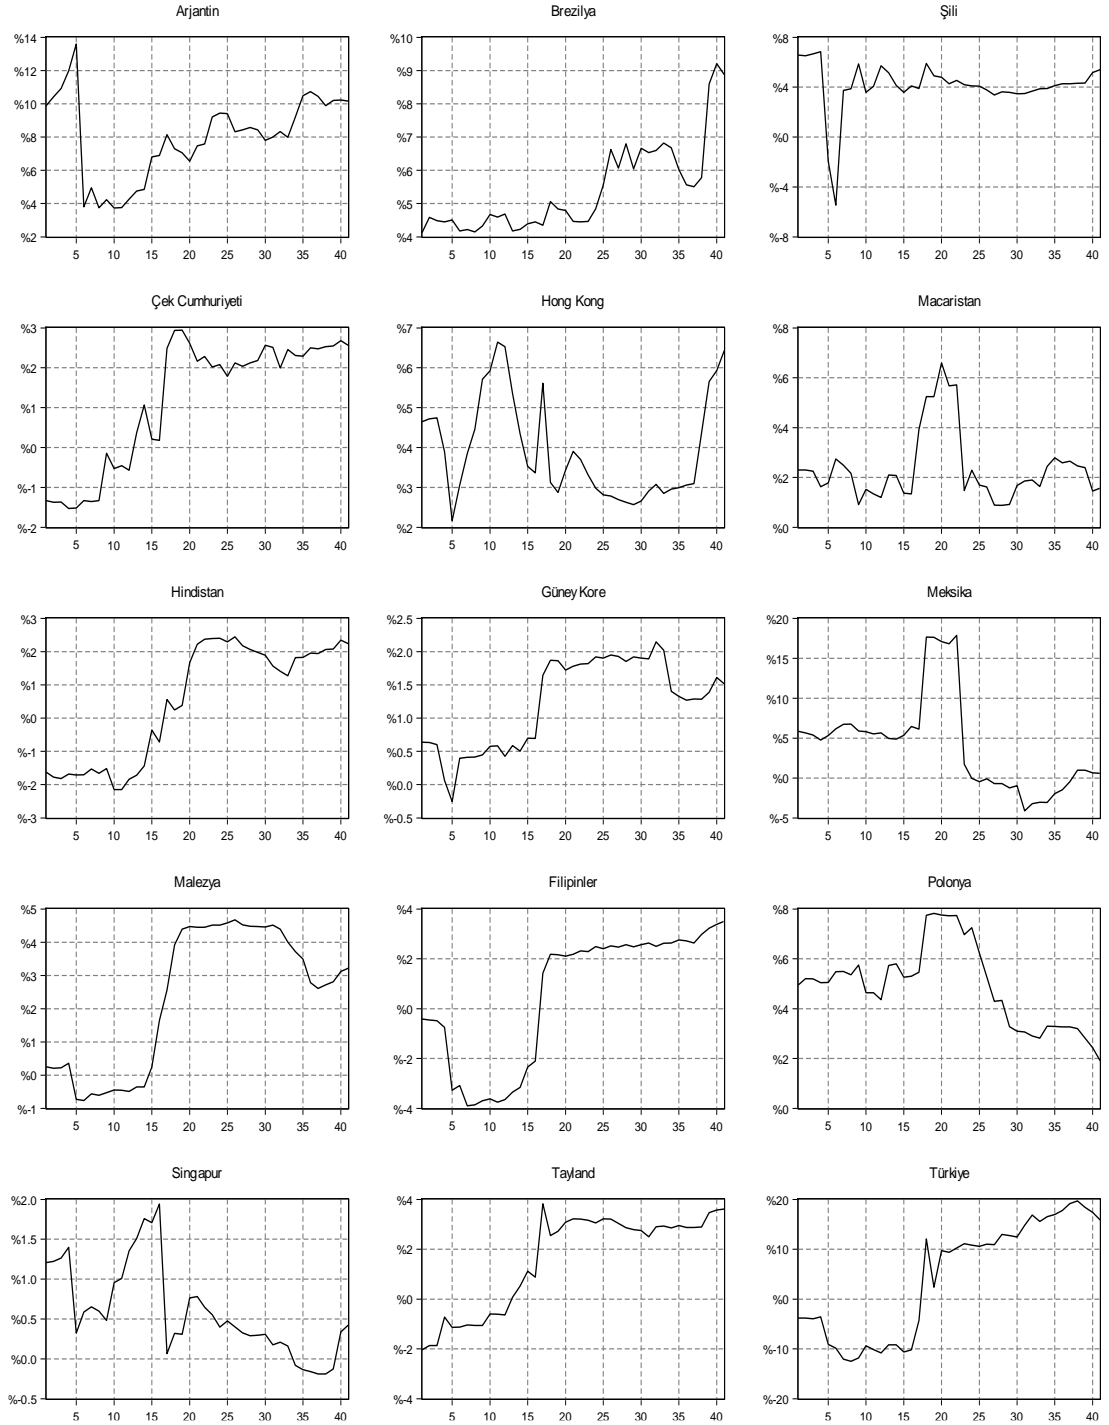 Arjantin
%14
%12
%10
%8
%6
%4
%2
5 10 15 20 25 30 35 40
Brezilya
%10
%9
%8
%7
%6
%5
%4
5 10 15 20 25 30 35 40
Şili
%8
%4
%0
%-4
%-8
5 10 15 20 25 30 35 40
Çek Cumhuriyeti
%3
%2
%1
%0
%-1
%-2
5 10 15 20 25 30 35 40
Hong Kong
%7
%6
%5
%4
%3
%2
5 10 15 20 25 30 35 40
Macaristan
%8
%6
%4
%2
%0
5 10 15 20 25 30 35 40
Hindistan
%3
%2
%1
%0
%-1
%-2
%-3
5 10 15 20 25 30 35 40
Güney Kore
%2.5
%2.0
%1.5
%1.0
%0.5
%0.0
%-0.5
5 10 15 20 25 30 35 40
Meksika
%20
%15
%10
%5
%0
%-5
5 10 15 20 25 30 35 40
Malezya
%5
%4
%3
%2
%1
%0
%-1
5 10 15 20 25 30 35 40
Filipinler
%4
%2
%0
%-2
%-4
5 10 15 20 25 30 35 40
Polonya
%8
%6
%4
%2
%0
5 10 15 20 25 30 35 40
Singapur
%2.0
%1.5
%1.0
%0.5
%0.0
%-0.5
5 10 15 20 25 30 35 40
Tayland
%4
%2
%0
%-2
%-4
5 10 15 20 25 30 35 40
Türkiye
%20
%10
%0
%-10
%-20
5 10 15 20 25 30 35 40